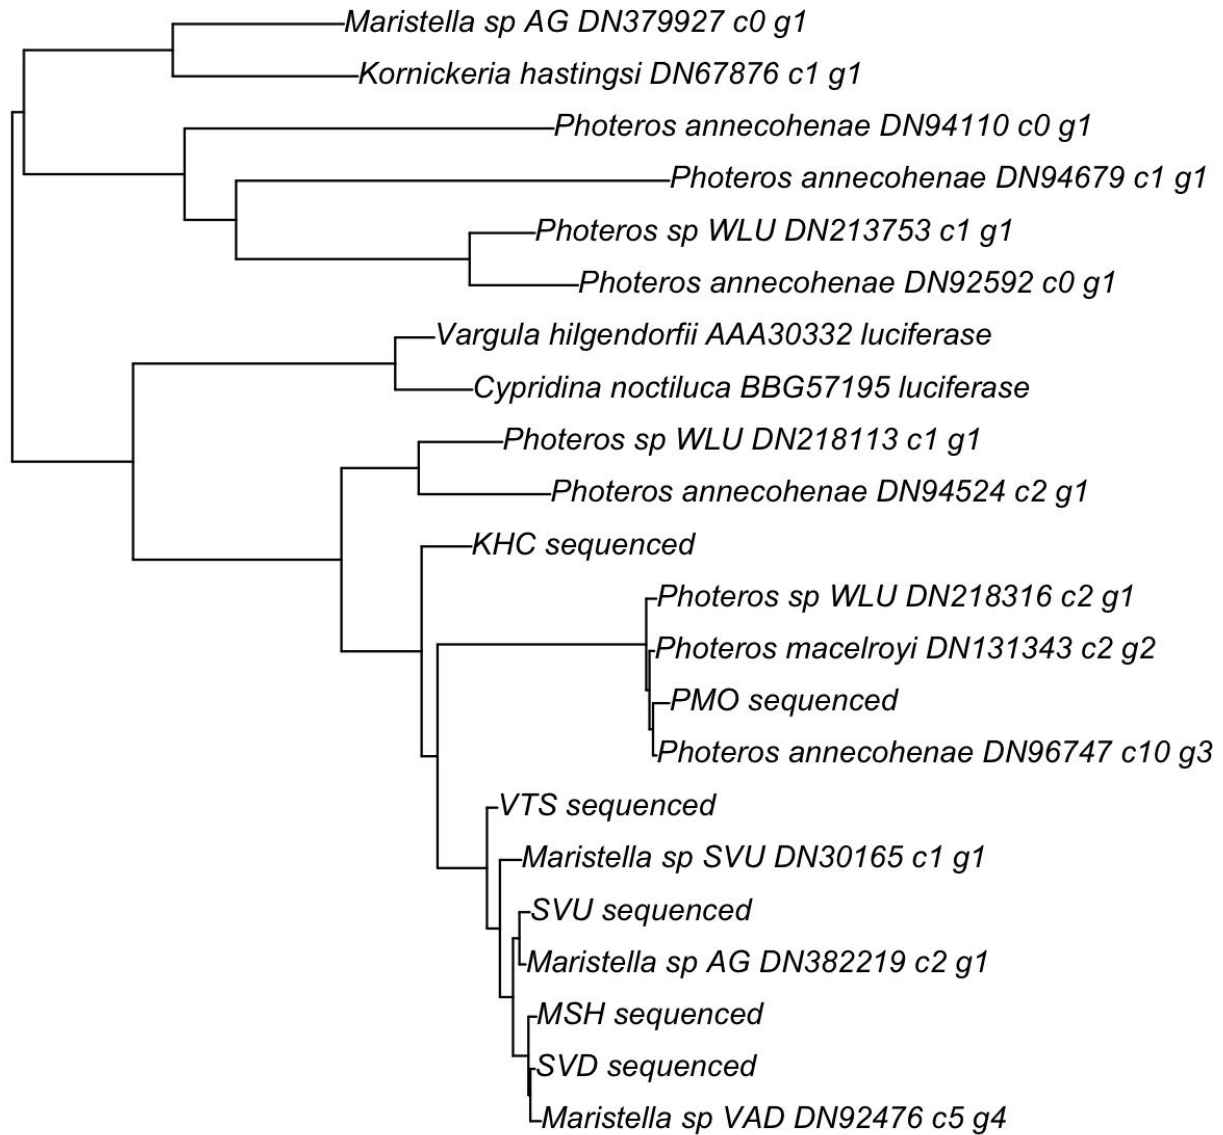 Maristella sp AG DN379927 c0 g1
Kornickeria hastingsi DN67876 c1 g1
Photeros annecohenae DN94110 c0 g1
Photeros annecohenae DN94679 c1 g1
Photeros sp WLU DN213753 c1 g1
Photeros annecohenae DN92592 c0 g1
Vargula hilgendorfii AAA30332 luciferase
Cypridina noctiluca BBG57195 luciferase
Photeros sp WLU DN218113 c1 g1
Photeros annecohenae DN94524 c2 g1
KHC sequenced
Photeros sp WLU DN218316 c2 g1
Photeros macelroyi DN131343 c2 g2
PMO sequenced
Photeros annecohenae DN96747 c10 g3
VTS sequenced
Maristella sp SVU DN30165 c1 g1
SVU sequenced
Maristella sp AG DN382219 c2 g1
MSH sequenced
SVD sequenced
Maristella sp VAD DN92476 c5 g4